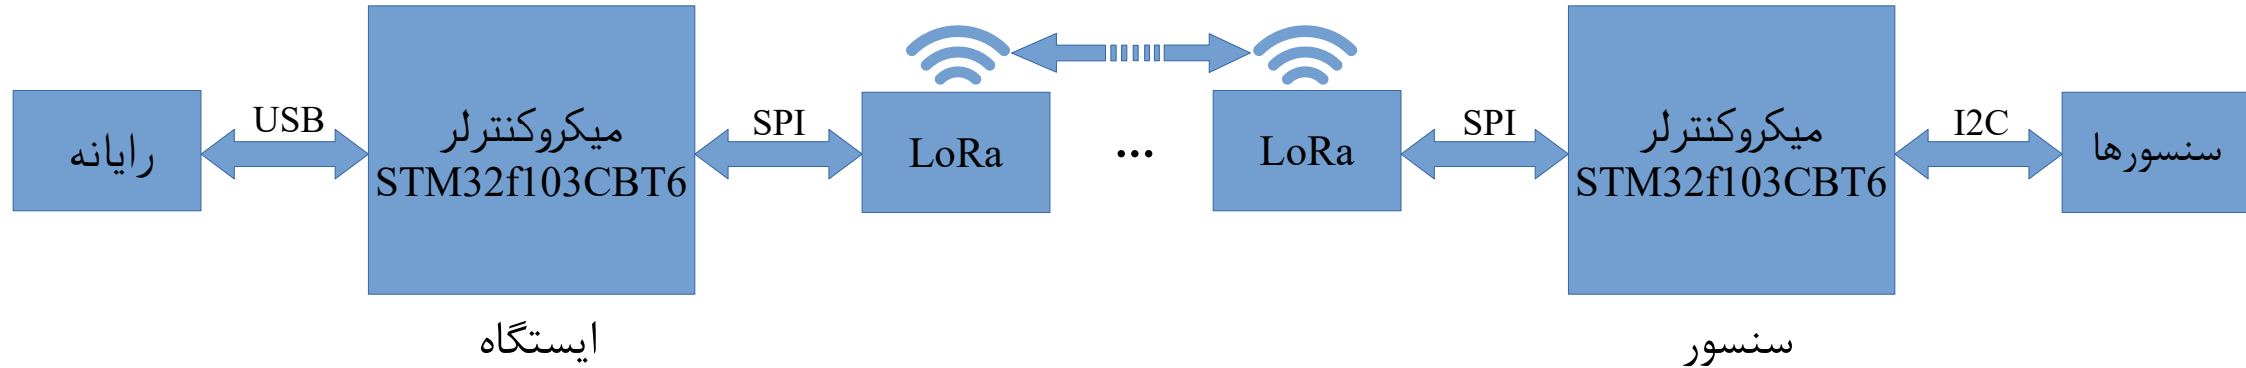 رایانه
USB
میکروکنترلر
STM32f103CBT6
SPI
LoRa
...
LoRa
SPI
میکروکنترلر
STM32f103CBT6
I2C
سنسورها
ایستگاه
سنسور